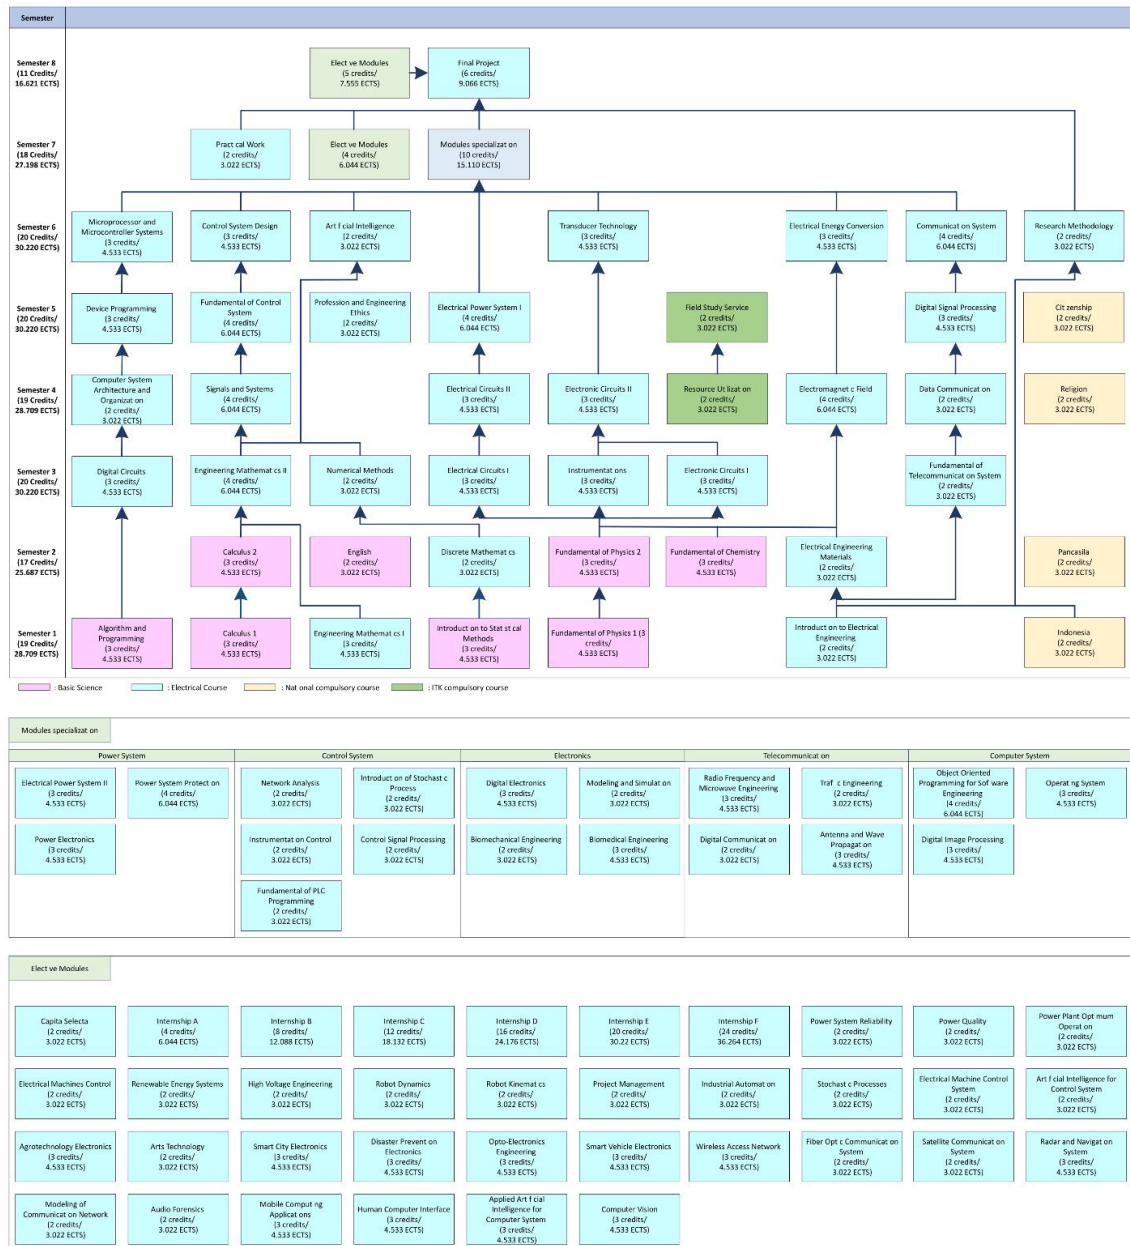 Semester
Semester 8
(11 Credits/
16.621 ECTS)
Elect ve Modules
(5 credits/
7.555 ECTS)
Final Project
(6 credits/
9.066 ECTS)
Semester 7
(18 Credits/
27.198 ECTS)
Pract cal Work
(2 credits/
3.022 ECTS)
Elect ve Modules
(4 credits/
6.044 ECTS)
Modules specializat on
(10 credits/
15.110 ECTS)
Semester 6
(20 Credits/
30.220 ECTS)
Microprocessor and
Microcontroller Systems
(3 credits/
4.533 ECTS)
Control System Design
(3 credits/
4.533 ECTS)
Art f cial Intelligence
(2 credits/
3.022 ECTS)
Transducer Technology
(3 credits/
4.533 ECTS)
Electrical Energy Conversion
(3 credits/
4.533 ECTS)
Communicat on System
(4 credits/
6.044 ECTS)
Research Methodology
(2 credits/
3.022 ECTS)
Semester 5
(20 Credits/
30.220 ECTS)
Device Programming
(3 credits/
4.533 ECTS)
Fundamental of Control
System
(4 credits/
6.044 ECTS)
Profession and Engineering
Ethics
(2 credits/
3.022 ECTS)
Electrical Power System I
(4 credits/
6.044 ECTS)
Field Study Service
(2 credits/
3.022 ECTS)
Digital Signal Processing
(3 credits/
4.533 ECTS)
Cit zenship
(2 credits/
3.022 ECTS)
Semester 4
(19 Credits/
28.709 ECTS)
Computer System
Architecture and
Organizat on
(2 credits/
3.022 ECTS)
Signals and Systems
(4 credits/
6.044 ECTS)
Electrical Circuits II
(3 credits/
4.533 ECTS)
Electronic Circuits II
(3 credits/
4.533 ECTS)
Resource Ut lizat on
(2 credits/
3.022 ECTS)
Electromagnet c Field
(4 credits/
6.044 ECTS)
Data Communicat on
(2 credits/
3.022 ECTS)
Religion
(2 credits/
3.022 ECTS)
Semester 3
(20 Credits/
30.220 ECTS)
Digital Circuits
(3 credits/
4.533 ECTS)
Engineering Mathemat cs II
(4 credits/
6.044 ECTS)
Numerical Methods
(2 credits/
3.022 ECTS)
Electrical Circuits I
(3 credits/
4.533 ECTS)
Instrumentat ons
(3 credits/
4.533 ECTS)
Electronic Circuits I
(3 credits/
4.533 ECTS)
Fundamental of
Telecommunicat on System
(2 credits/
3.022 ECTS)
Semester 2
(17 Credits/
25.687 ECTS)
Calculus 2
(3 credits/
4.533 ECTS)
English
(2 credits/
3.022 ECTS)
Discrete Mathemat cs
(2 credits/
3.022 ECTS)
Fundamental of Physics 2
(3 credits/
4.533 ECTS)
Fundamental of Chemistry
(3 credits/
4.533 ECTS)
Electrical Engineering
Materials
(2 credits/
3.022 ECTS)
Pancasila
(2 credits/
3.022 ECTS)
Semester 1
(19 Credits/
28.709 ECTS)
Algorithm and
Programming
(3 credits/
4.533 ECTS)
Calculus 1
(3 credits/
4.533 ECTS)
Engineering Mathemat cs I
(3 credits/
4.533 ECTS)
Introduct on to Stat st cal
Methods
(3 credits/
4.533 ECTS)
Fundamental of Physics 1 (3
credits/
4.533 ECTS)
Introduct on to Electrical
Engineering
(2 credits/
3.022 ECTS)
Indonesia
(2 credits/
3.022 ECTS)
: Basic Science
: Electrical Course
: Nat onal compulsory course
: ITK compulsory course
Modules specializat on
Power System
Control System
Electronics
Telecommunicat on
Computer System
Electrical Power System II
(3 credits/
4.533 ECTS)
Power System Protect on
(4 credits/
6.044 ECTS)
Network Analysis
(2 credits/
3.022 ECTS)
Introduct on of Stochast c
Process
(2 credits/
3.022 ECTS)
Digital Electronics
(3 credits/
4.533 ECTS)
Modeling and Simulat on
(2 credits/
3.022 ECTS)
Radio Frequency and
Microwave Engineering
(3 credits/
4.533 ECTS)
Traf c Engineering
(2 credits/
3.022 ECTS)
Object Oriented
Programming for Sof ware
Engineering
(4 credits/
6.044 ECTS)
Operat ng System
(3 credits/
4.533 ECTS)
Power Electronics
(3 credits/
4.533 ECTS)
Instrumentat on Control
(2 credits/
3.022 ECTS)
Control Signal Processing
(2 credits/
3.022 ECTS)
Biomechanical Engineering
(2 credits/
3.022 ECTS)
Biomedical Engineering
(3 credits/
4.533 ECTS)
Digital Communicat on
(2 credits/
3.022 ECTS)
Antenna and Wave
Propagat on
(3 credits/
4.533 ECTS)
Digital Image Processing
(3 credits/
4.533 ECTS)
Fundamental of PLC
Programming
(2 credits/
3.022 ECTS)
Elect ve Modules
Capita Selecta
(2 credits/
3.022 ECTS)
Internship A
(4 credits/
6.044 ECTS)
Internship B
(8 credits/
12.088 ECTS)
Internship C
(12 credits/
18.132 ECTS)
Internship D
(16 credits/
24.176 ECTS)
Internship E
(20 credits/
30.22 ECTS)
Internship F
(24 credits/
36.264 ECTS)
Power System Reliability
(2 credits/
3.022 ECTS)
Power Quality
(2 credits/
3.022 ECTS)
Power Plant Opt mum
Operat on
(2 credits/
3.022 ECTS)
Electrical Machines Control
(2 credits/
3.022 ECTS)
Renewable Energy Systems
(2 credits/
3.022 ECTS)
High Voltage Engineering
(2 credits/
3.022 ECTS)
Robot Dynamics
(2 credits/
3.022 ECTS)
Robot Kinemat cs
(2 credits/
3.022 ECTS)
Project Management
(2 credits/
3.022 ECTS)
Industrial Automat on
(2 credits/
3.022 ECTS)
Stochast c Processes
(2 credits/
3.022 ECTS)
Electrical Machine Control
System
(2 credits/
3.022 ECTS)
Art f cial Intelligence for
Control System
(2 credits/
3.022 ECTS)
Agrotechnology Electronics
(3 credits/
4.533 ECTS)
Arts Technology
(2 credits/
3.022 ECTS)
Smart City Electronics
(3 credits/
4.533 ECTS)
Disaster Prevent on
Electronics
(3 credits/
4.533 ECTS)
Opto-Electronics
Engineering
(3 credits/
4.533 ECTS)
Smart Vehicle Electronics
(3 credits/
4.533 ECTS)
Wireless Access Network
(3 credits/
4.533 ECTS)
Fiber Opt c Communicat on
System
(2 credits/
3.022 ECTS)
Satellite Communicat on
System
(2 credits/
3.022 ECTS)
Radar and Navigat on
System
(3 credits/
4.533 ECTS)
Modeling of
Communicat on Network
(2 credits/
3.022 ECTS)
Audio Forensics
(2 credits/
3.022 ECTS)
Mobile Comput ng
Applicat ons
(3 credits/
4.533 ECTS)
Human Computer Interface
(3 credits/
4.533 ECTS)
Applied Art f cial
Intelligence for
Computer System
(3 credits/
4.533 ECTS)
Computer Vision
(3 credits/
4.533 ECTS)